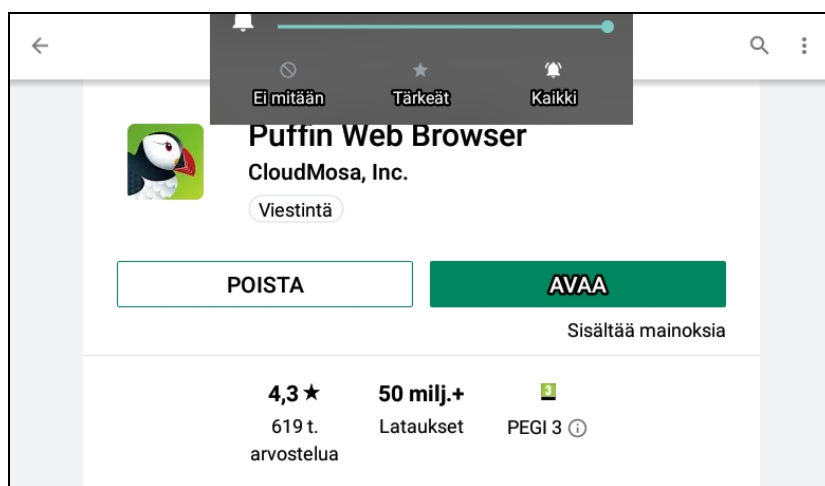 Ei mitään Tärkeät Kaikki
Puffin Web Browser
CloudMosa, Inc.
Viestintä
POISTA AVAA
Sisältää mainoksia
4,3★ 50 milj.+ 3
619 t. Lataukset PEGI 3
arvostelua